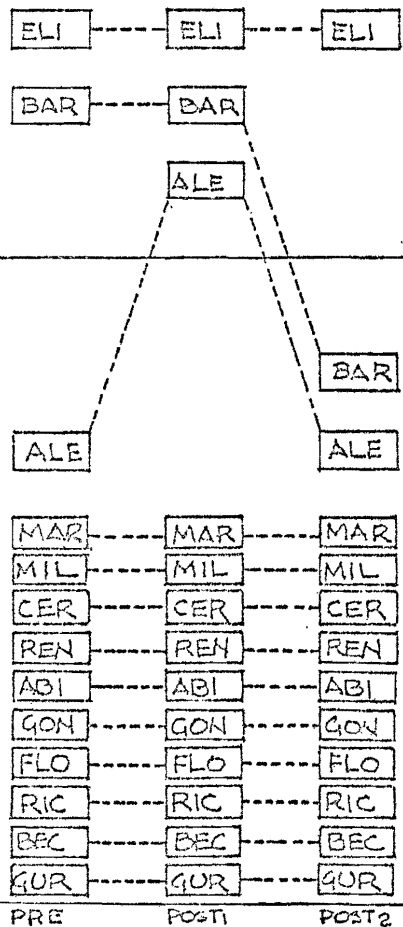 ELI ELI ELI
BAR BAR
ALE
BAR
ALE ALE
MAR MAR MAR
MIL MIL MIL
CER CER CER
REN REN REN
ABI ABI ABI
GON GON GON
FLO FLO FLO
RIC RIC RIC
BEC BEC BEC
GUR GUR GUR
PRE POST1 POST2